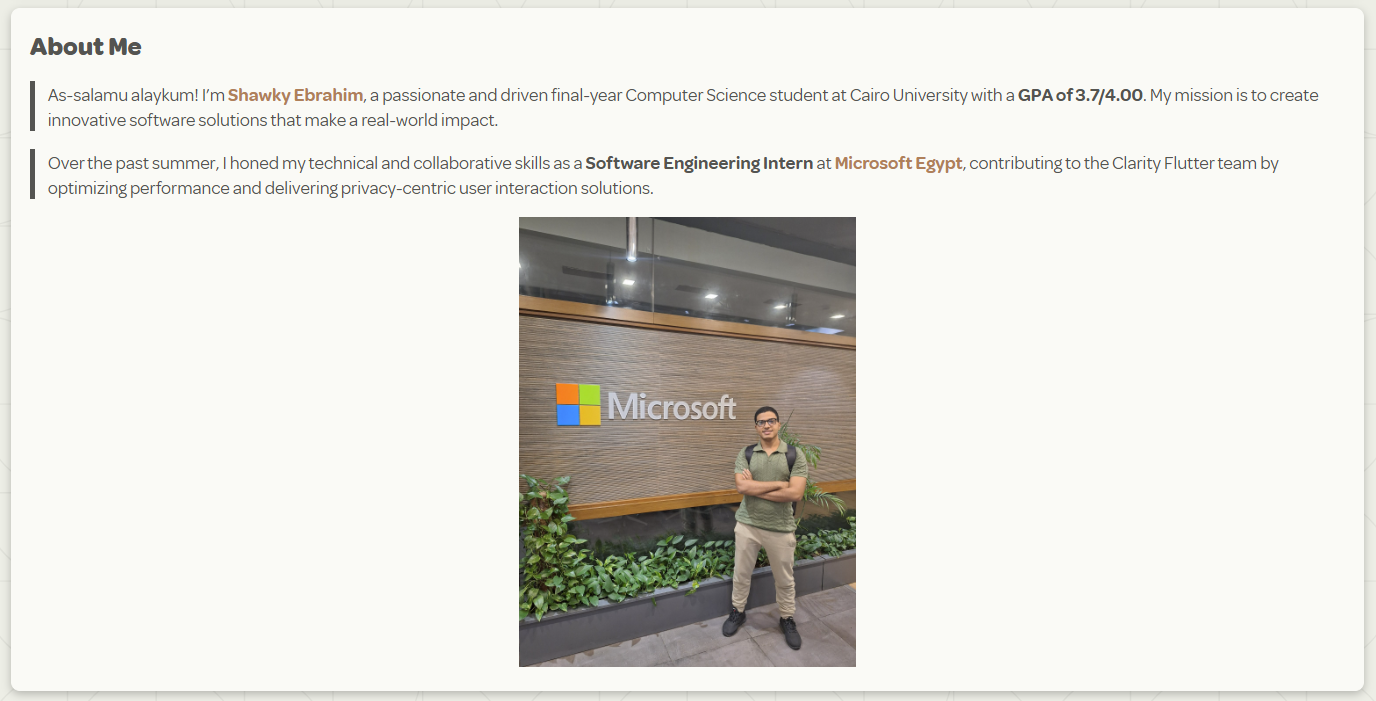 About Me
As-salamu alaykum! I’m Shawky Ebrahim, a passionate and driven final-year Computer Science student at Cairo University with a GPA of 3.7/4.00. My mission is to create
innovative software solutions that make a real-world impact.
Over the past summer, I honed my technical and collaborative skills as a Software Engineering Intern at Microsoft Egypt, contributing to the Clarity Flutter team by
optimizing performance and delivering privacy-centric user interaction solutions.
Microsoft